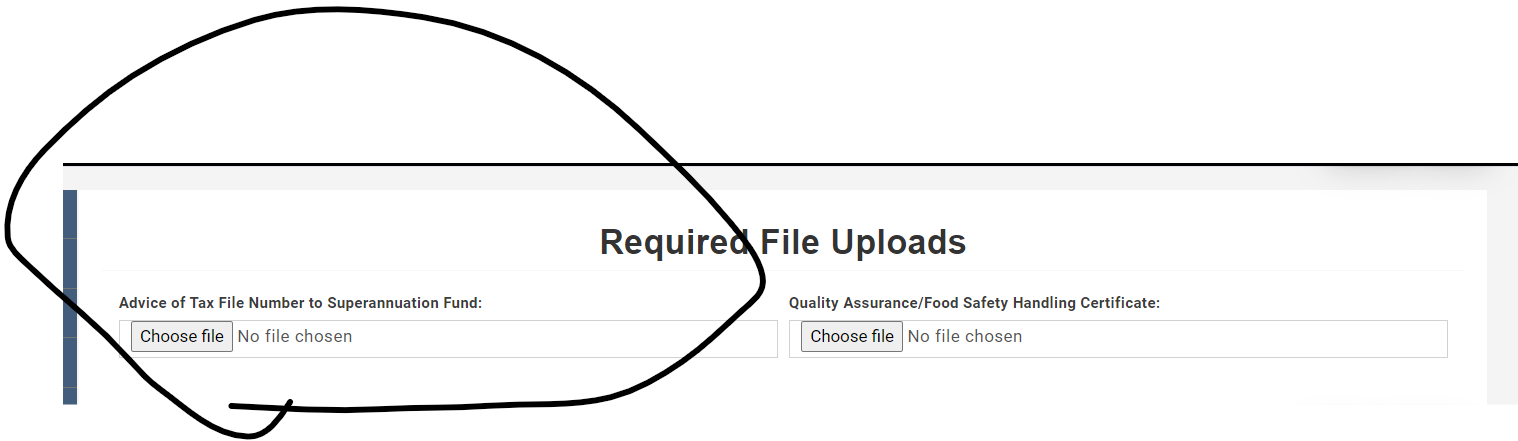 Required File Uploads
Advice of Tax File Number to Superannuation Fund: Quality Assurance/Food Safety Handling Certificate:
Choose file No file chosen Choose file No file chosen